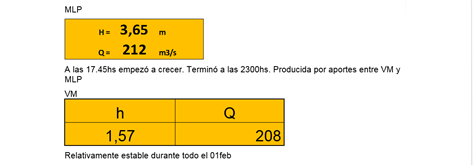 MLP
H = 3,65 m
Q = 212 m3/s
A las 17.45hs empezó a crecer. Terminó a las 2300hs. Producida por aportes entre VM y
MLP
VM
h Q
1,57 208
Relativamente estable durante todo el 01feb